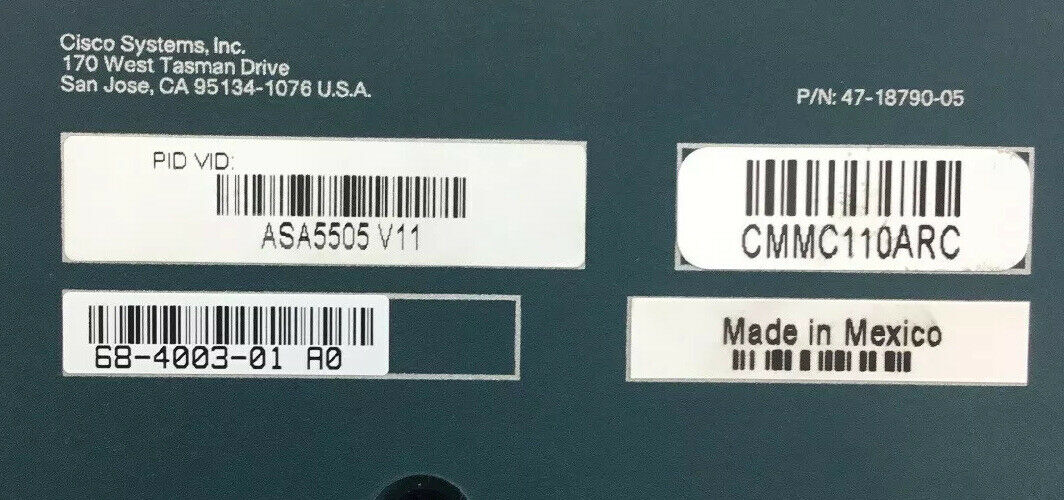 Cisco Systems, Inc.
170 West Tasman Drive
San Jose, CA 95134-1076 U.S.A.
P/N: 47-18790-05
PID VID:
ASA5505 V11
CMMC110ARC
68-4003-01 A0
Made in Mexico